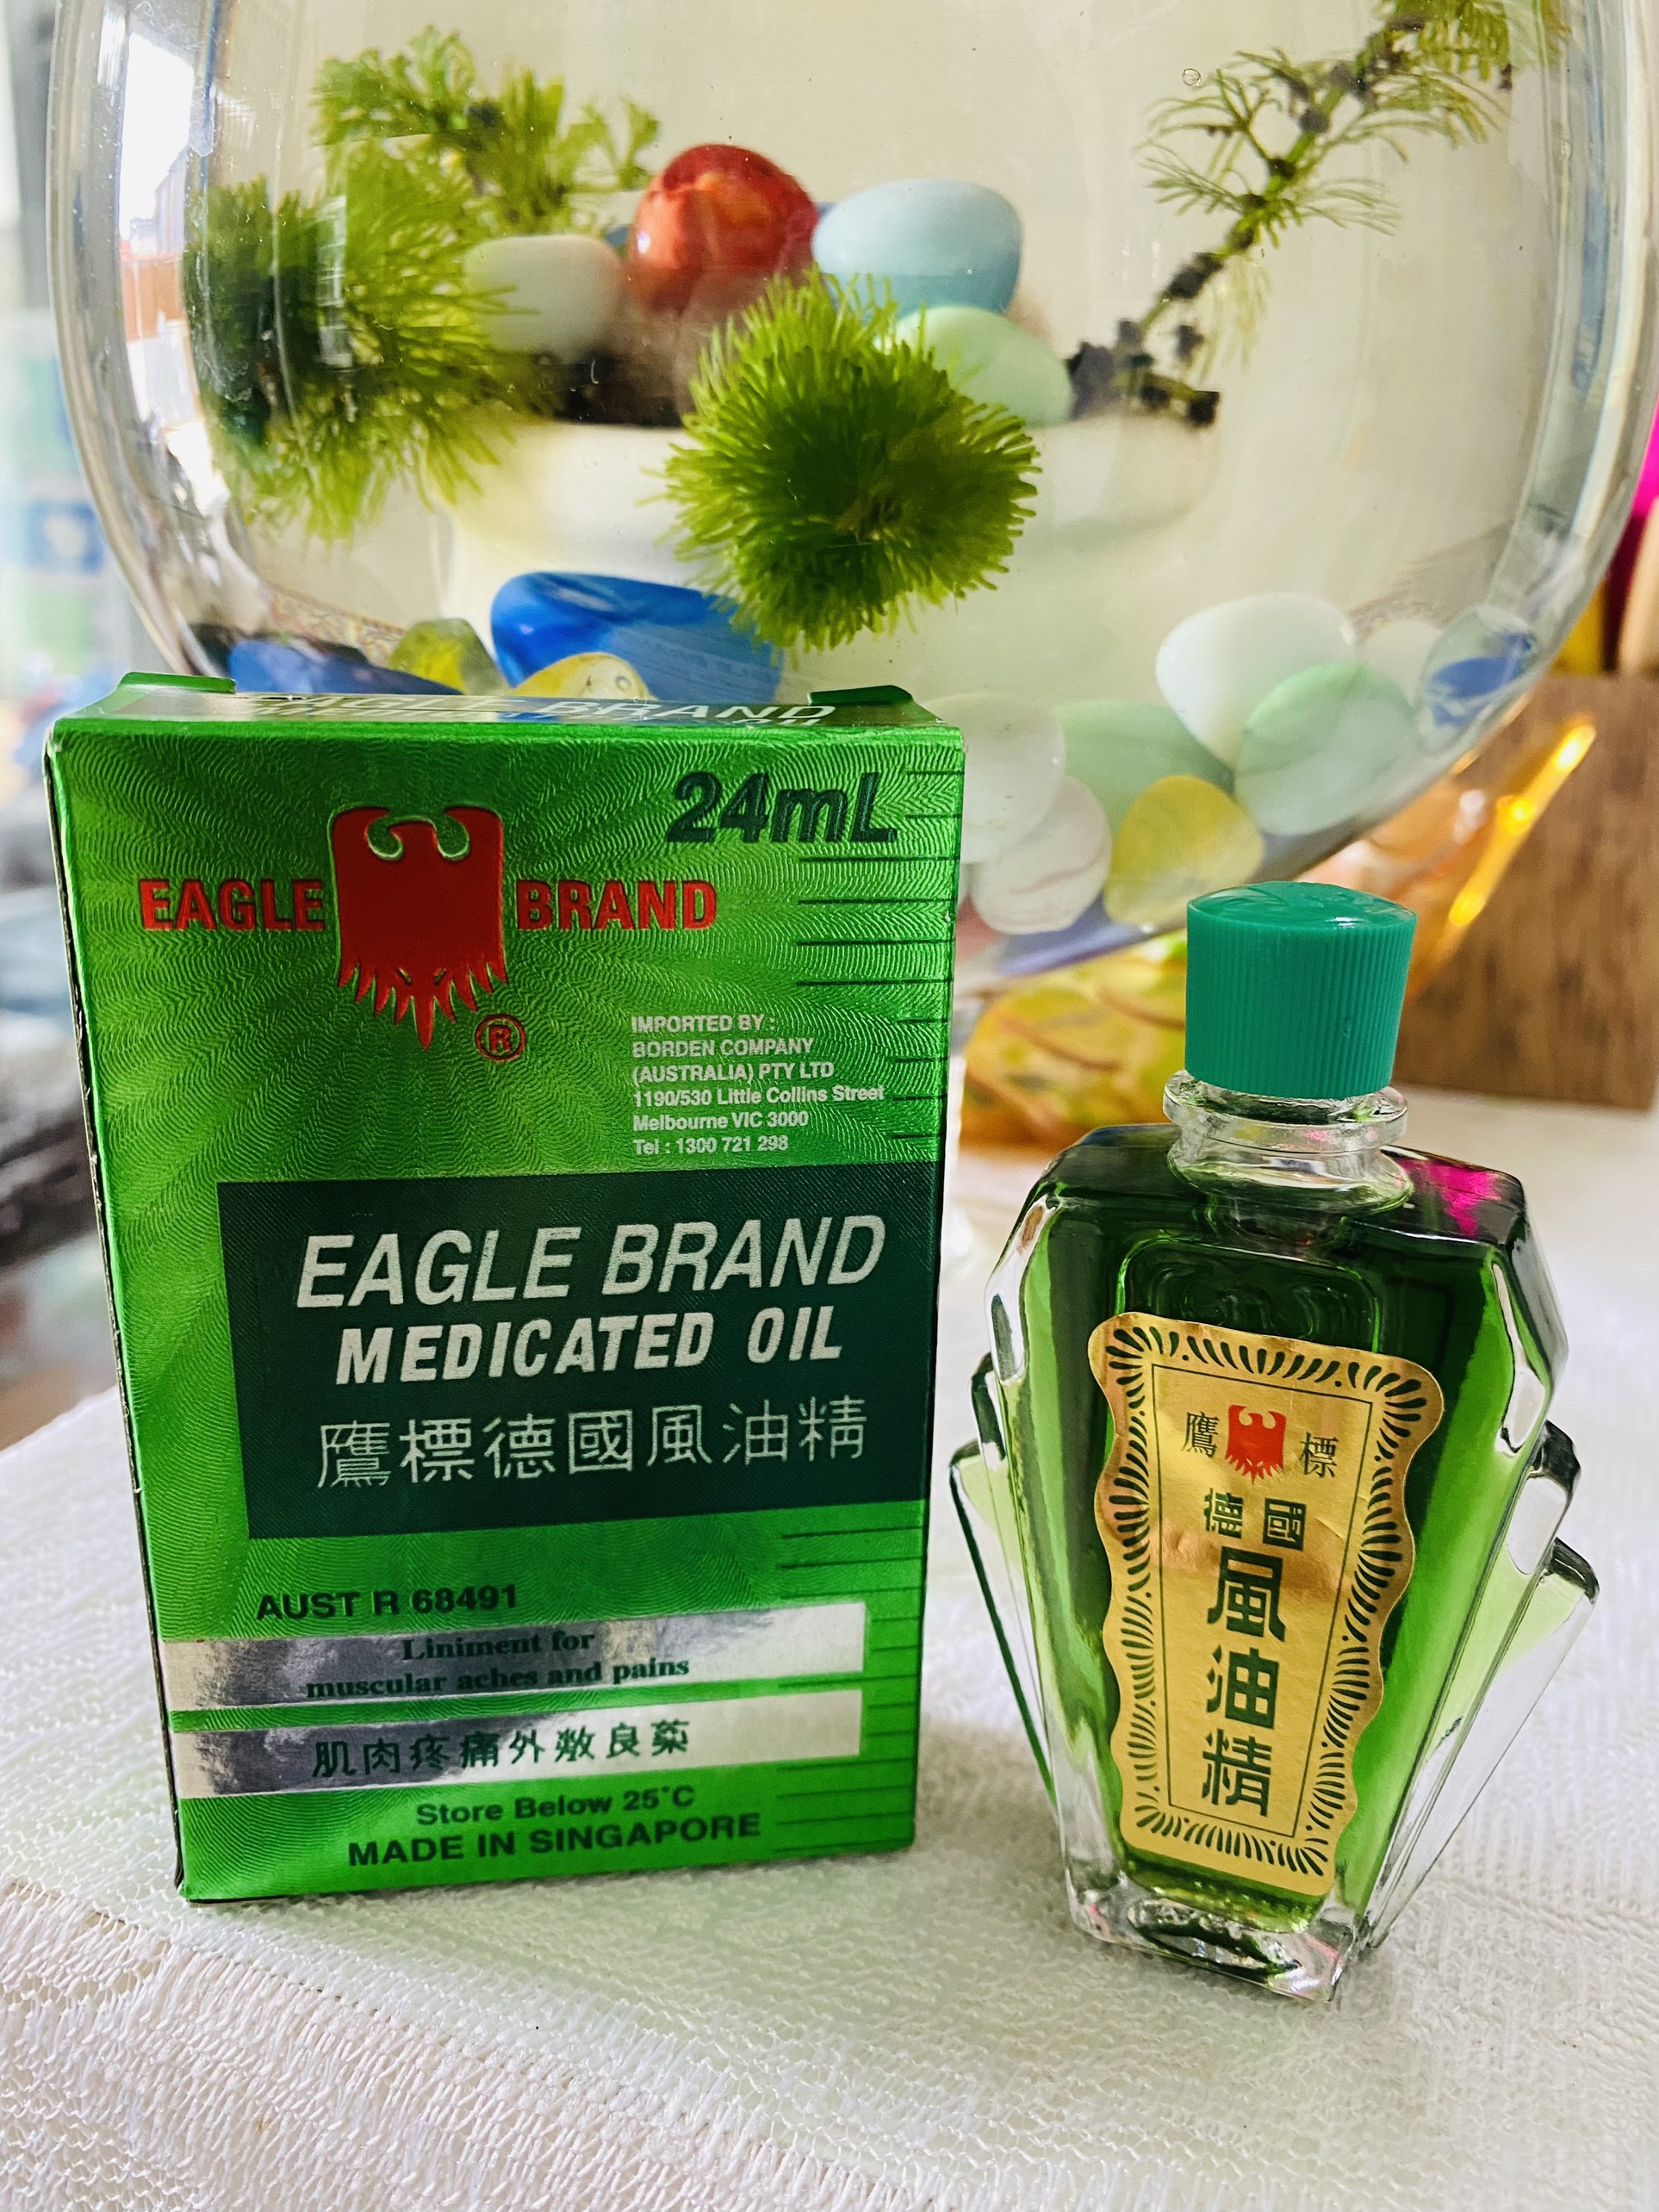 EAGLE BRAND
24mL
EAGLE BRAND
®
IMPORTED BY :
BORDEN COMPANY
(AUSTRALIA) PTY LTD
1190/530 Little Collins Street
Melbourne VIC 3000
Tel : 1300 721 298
EAGLE BRAND
MEDICATED OIL
鷹標德國風油精
AUST R 68491
Liniment for
muscular aches and pains
肌肉疼痛外敷良藥
Store Below 25°C
MADE IN SINGAPORE
鷹 標
德國
風
油
精